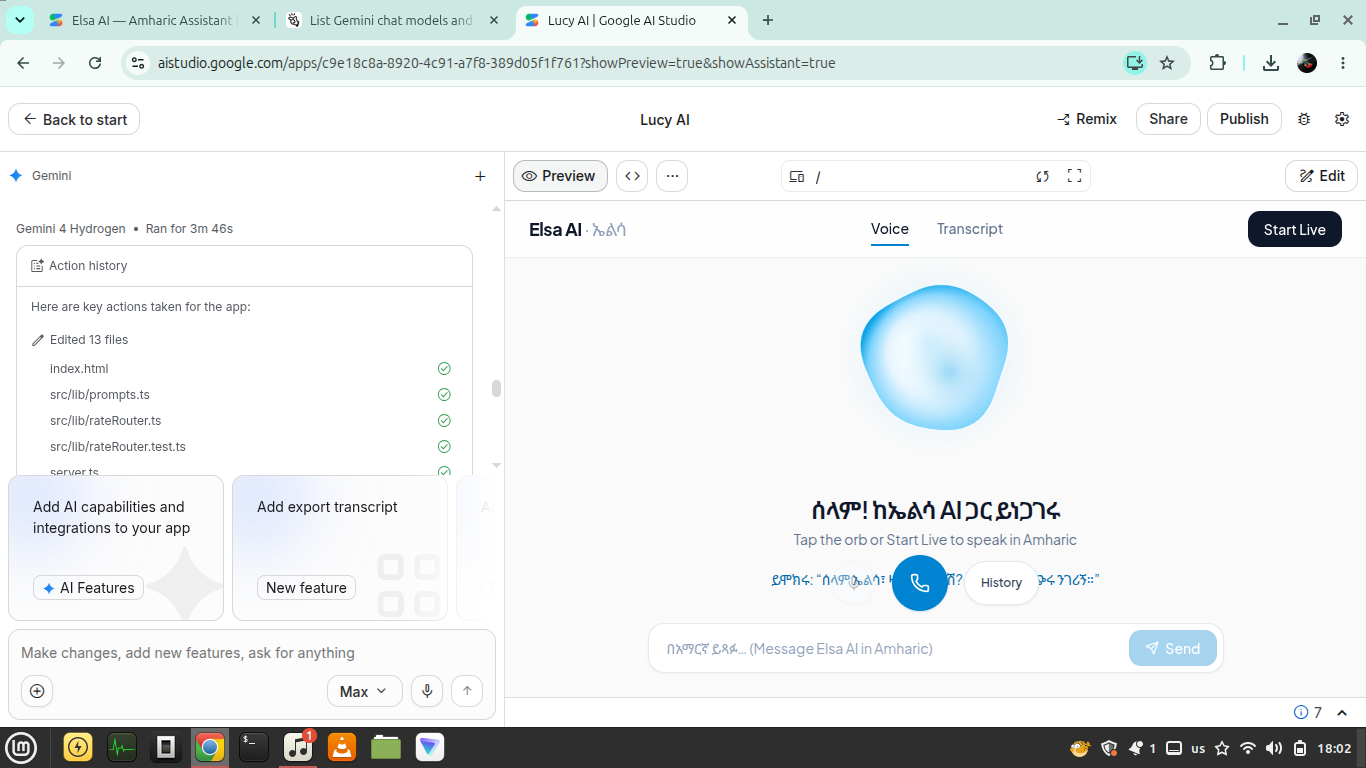 Elsa AI — Amharic Assistant
List Gemini chat models and
Lucy AI | Google AI Studio
aistudio.google.com/apps/c9e18c8a-8920-4c91-a7f8-389d05f1f761?showPreview=true&showAssistant=true
Back to start
Lucy AI
Remix
Share
Publish
Gemini
Preview
/
Edit
Gemini 4 Hydrogen • Ran for 3m 46s
Action history
Here are key actions taken for the app:
Edited 13 files
index.html
src/lib/prompts.ts
src/lib/rateRouter.ts
src/lib/rateRouter.test.ts
server.ts
Add AI capabilities and
integrations to your app
AI Features
Add export transcript
New feature
Make changes, add new features, ask for anything
Max
Elsa AI · ኤልሳ
Voice
Transcript
Start Live
ሰላም! ከኤልሳ AI ጋር ይነጋገሩ
Tap the orb or Start Live to speak in Amharic
ይሞክሩ: “ሰላም ኤልሳ፣ ንገሪኝ።”
History
በአማርኛ ይጻፉ... (Message Elsa AI in Amharic)
Send
7
1
1
us
18:02